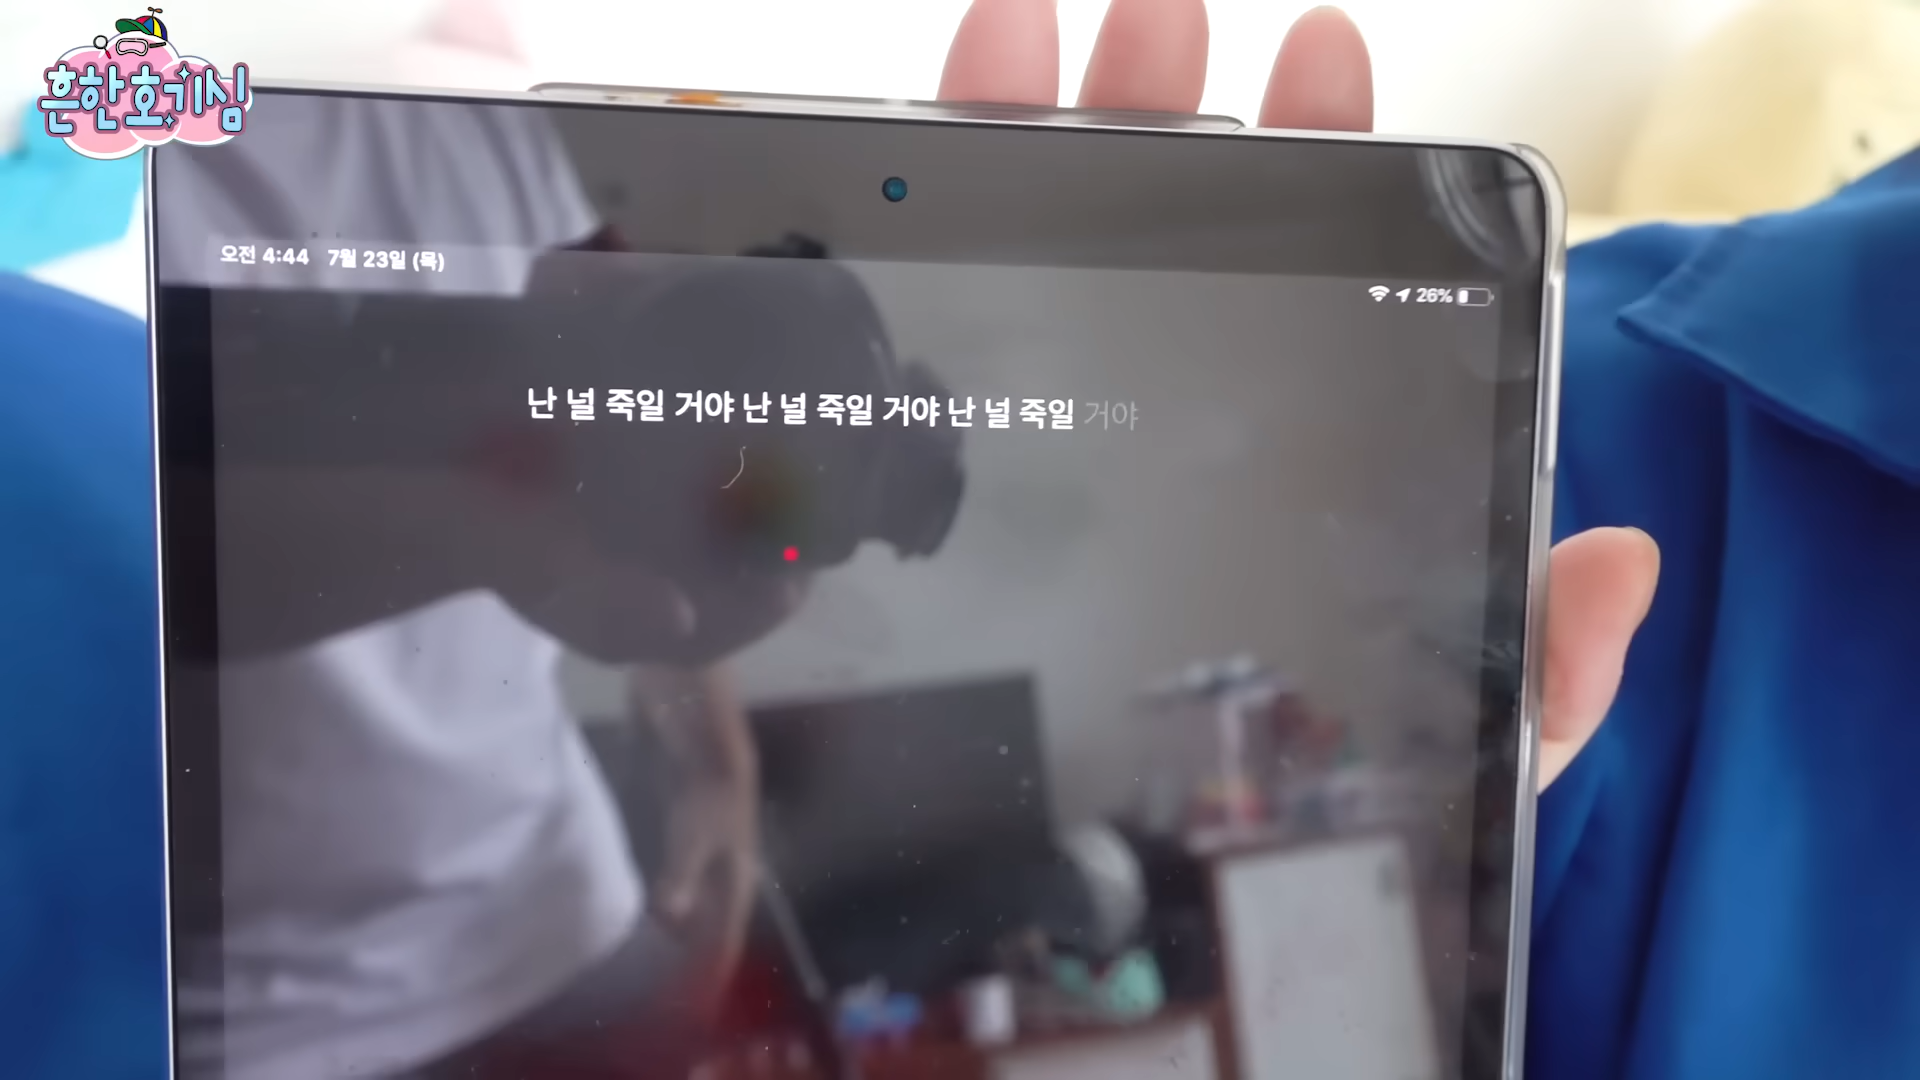 흔한호기심
오전 4:44 7월 23일 (목)
26%
난 널 죽일 거야 난 널 죽일 거야 난 널 죽일 거야